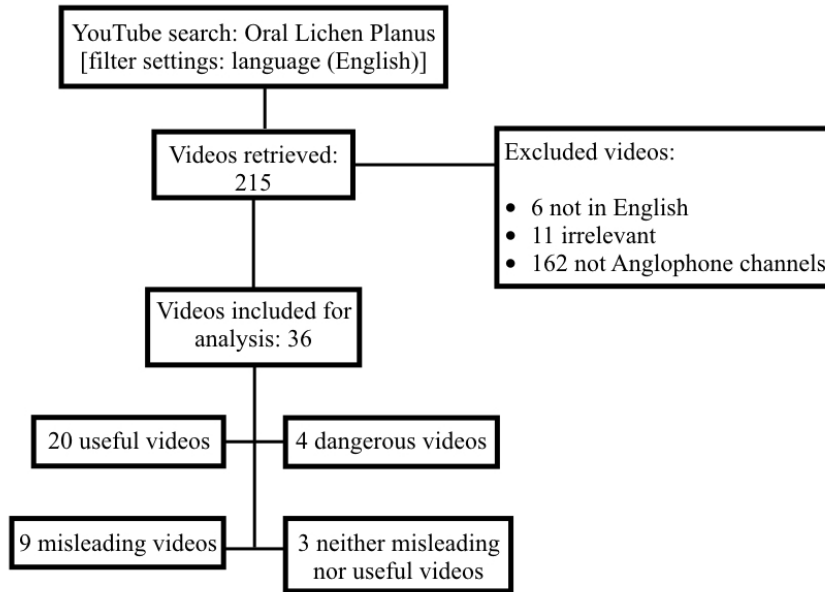 YouTube search: Oral Lichen Planus
[filter settings: language (English)]
Videos retrieved:
215
Excluded videos:
• 6 not in English
• 11 irrelevant
• 162 not Anglophone channels
Videos included for
analysis: 36
20 useful videos
4 dangerous videos
9 misleading videos
3 neither misleading
nor useful videos